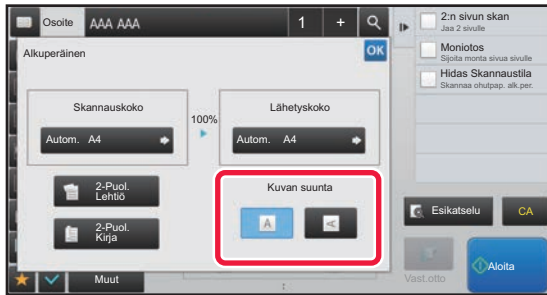 Osoite
AAA AAA
1
+
Alkuperäinen
OK
Skannauskoko
100%
Lähetyskoko
Autom. A4
Autom. A4
2-Puol.
Lehtiö
2-Puol.
Kirja
Kuvan suunta
A
A
Muut
2:n sivun skan
Jaa 2 sivulle
Moniotos
Sijoita monta sivua sivulle
Hidas Skannaustila
Skannaa ohutpap. alk.per.
Esikatselu
CA
Vast.otto
Aloita